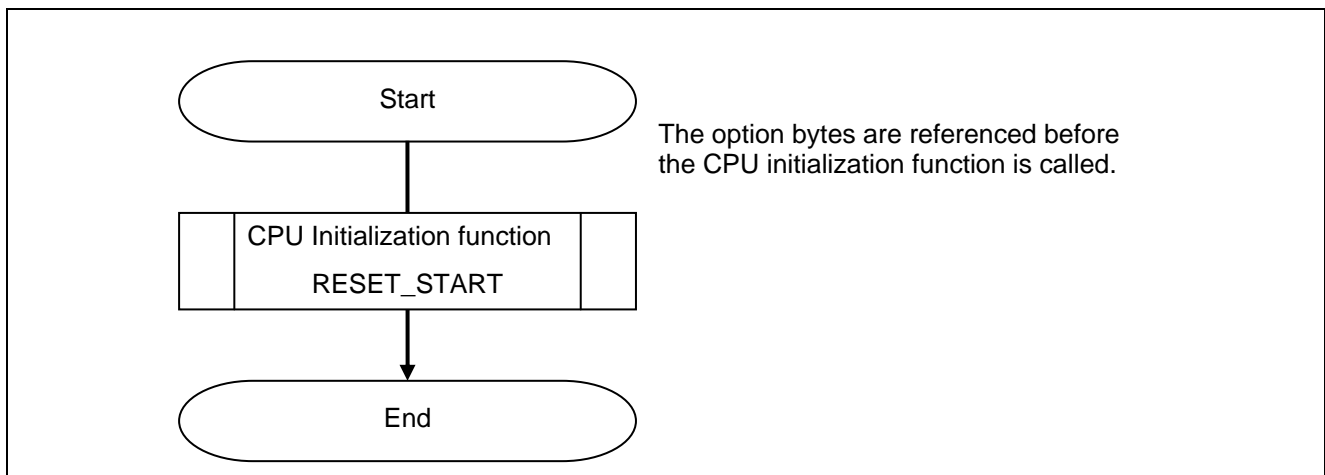 Start
The option bytes are referenced before
the CPU initialization function is called.
CPU Initialization function
RESET_START
End